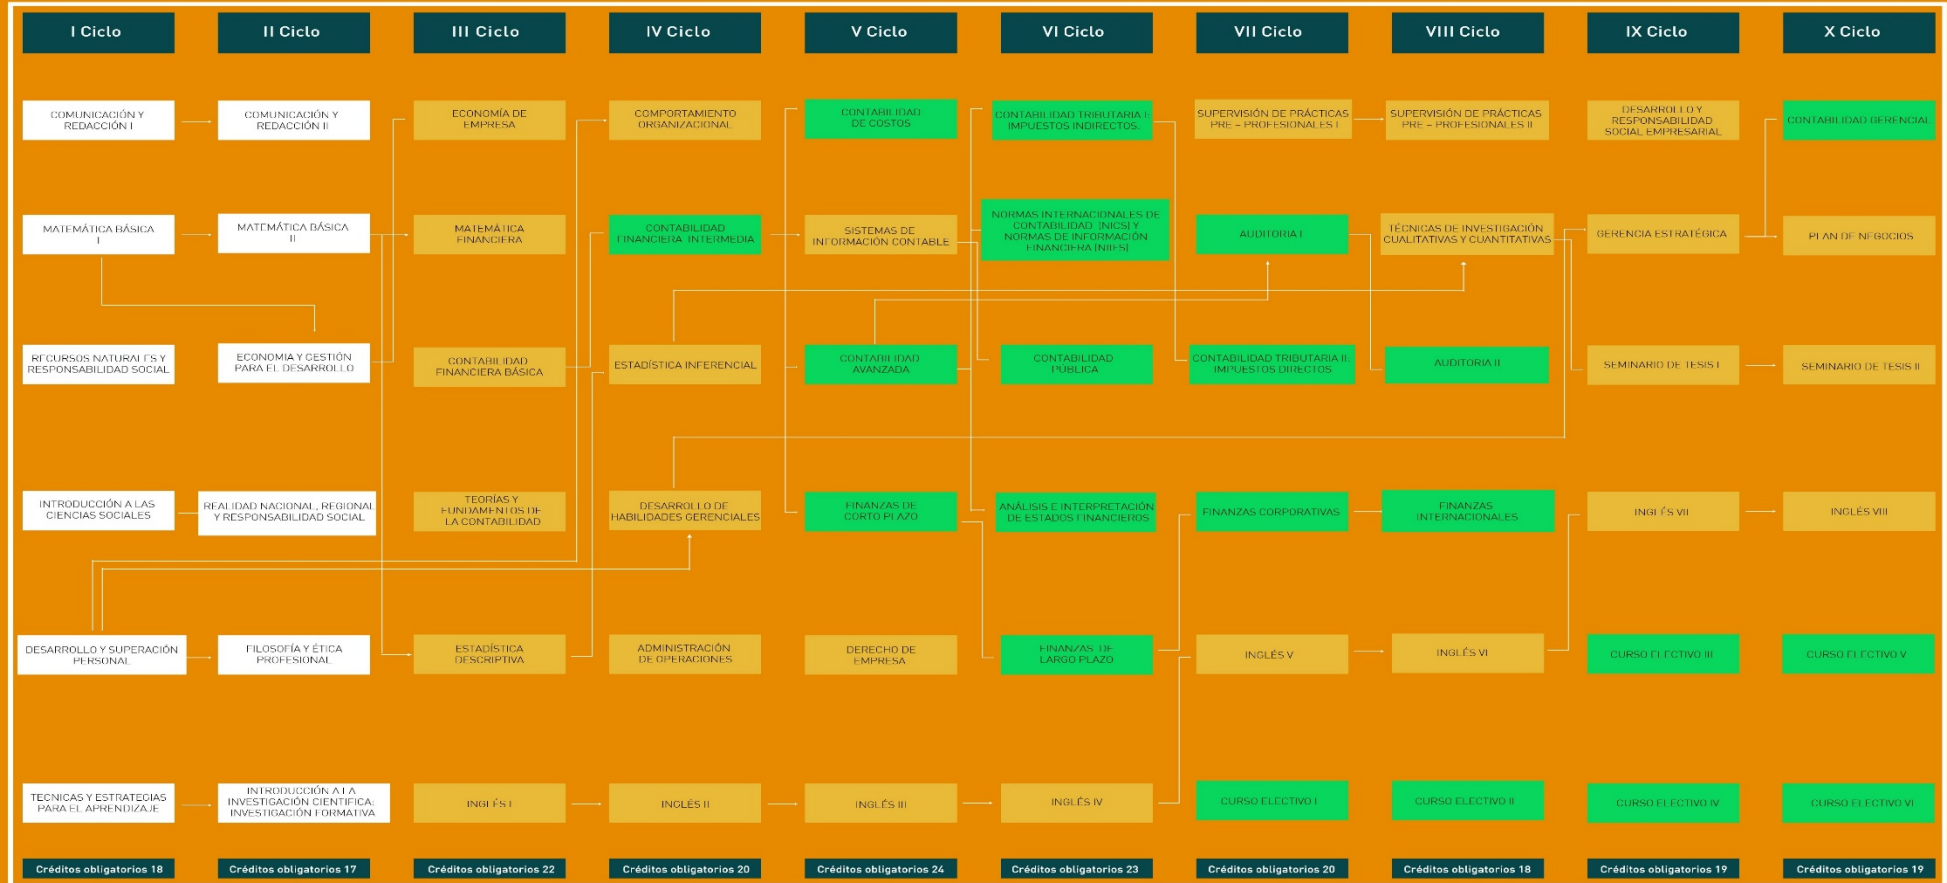 I Ciclo
II Ciclo
III Ciclo
IV Ciclo
V Ciclo
VI Ciclo
VII Ciclo
VIII Ciclo
IX Ciclo
X Ciclo
COMUNICACIÓN Y
REDACCIÓN I
COMUNICACIÓN Y
REDACCIÓN II
ECONOMÍA DE
EMPRESA
COMPORTAMIENTO
ORGANIZACIONAL
CONTABILIDAD
DE COSTOS
CONTABILIDAD TRIBUTARIA I:
IMPUESTOS INDIRECTOS.
SUPERVISIÓN DE PRÁCTICAS
PRE – PROFESIONALES I
SUPERVISIÓN DE PRÁCTICAS
PRE – PROFESIONALES II
DESARROLLO Y
RESPONSABILIDAD
SOCIAL EMPRESARIAL
CONTABILIDAD GERENCIAL
MATEMÁTICA BÁSICA
I
MATEMÁTICA BÁSICA
II
MATEMÁTICA
FINANCIERA
CONTABILIDAD
FINANCIERA INTERMEDIA
SISTEMAS DE
INFORMACIÓN CONTABLE
NORMAS INTERNACIONALES DE
CONTABILIDAD (NICS) Y
NORMAS DE INFORMACIÓN
FINANCIERA (NIIFS)
AUDITORIA I
TÉCNICAS DE INVESTIGACIÓN
CUALITATIVAS Y CUANTITATIVAS
GERENCIA ESTRATÉGICA
PLAN DE NEGOCIOS
RECURSOS NATURALES Y
RESPONSABILIDAD SOCIAL
ECONOMIA Y GESTIÓN
PARA EL DESARROLLO
CONTABILIDAD
FINANCIERA BÁSICA
ESTADÍSTICA INFERENCIAL
CONTABILIDAD
AVANZADA
CONTABILIDAD
PÚBLICA
CONTABILIDAD TRIBUTARIA II:
IMPUESTOS DIRECTOS
AUDITORIA II
SEMINARIO DE TESIS I
SEMINARIO DE TESIS II
INTRODUCCIÓN A LAS
CIENCIAS SOCIALES
REALIDAD NACIONAL, REGIONAL
Y RESPONSABILIDAD SOCIAL
TEORÍAS Y
FUNDAMENTOS DE
LA CONTABILIDAD
DESARROLLO DE
HABILIDADES GERENCIALES
FINANZAS DE
CORTO PLAZO
ANÁLISIS E INTERPRETACIÓN
DE ESTADOS FINANCIEROS
FINANZAS CORPORATIVAS
FINANZAS
INTERNACIONALES
INGLÉS VII
INGLÉS VIII
DESARROLLO Y SUPERACIÓN
PERSONAL
FILOSOFÍA Y ÉTICA
PROFESIONAL
ESTADÍSTICA
DESCRIPTIVA
ADMINISTRACIÓN
DE OPERACIONES
DERECHO DE
EMPRESA
FINANZAS DE
LARGO PLAZO
INGLÉS V
INGLÉS VI
CURSO ELECTIVO III
CURSO ELECTIVO V
TECNICAS Y ESTRATEGIAS
PARA EL APRENDIZAJE
INTRODUCCIÓN A LA
INVESTIGACIÓN CIENTIFICA:
INVESTIGACIÓN FORMATIVA
INGLÉS I
INGLÉS II
INGLÉS III
INGLÉS IV
CURSO ELECTIVO I
CURSO ELECTIVO II
CURSO ELECTIVO IV
CURSO ELECTIVO VI
Créditos obligatorios 18
Créditos obligatorios 17
Créditos obligatorios 22
Créditos obligatorios 20
Créditos obligatorios 24
Créditos obligatorios 23
Créditos obligatorios 20
Créditos obligatorios 18
Créditos obligatorios 19
Créditos obligatorios 19